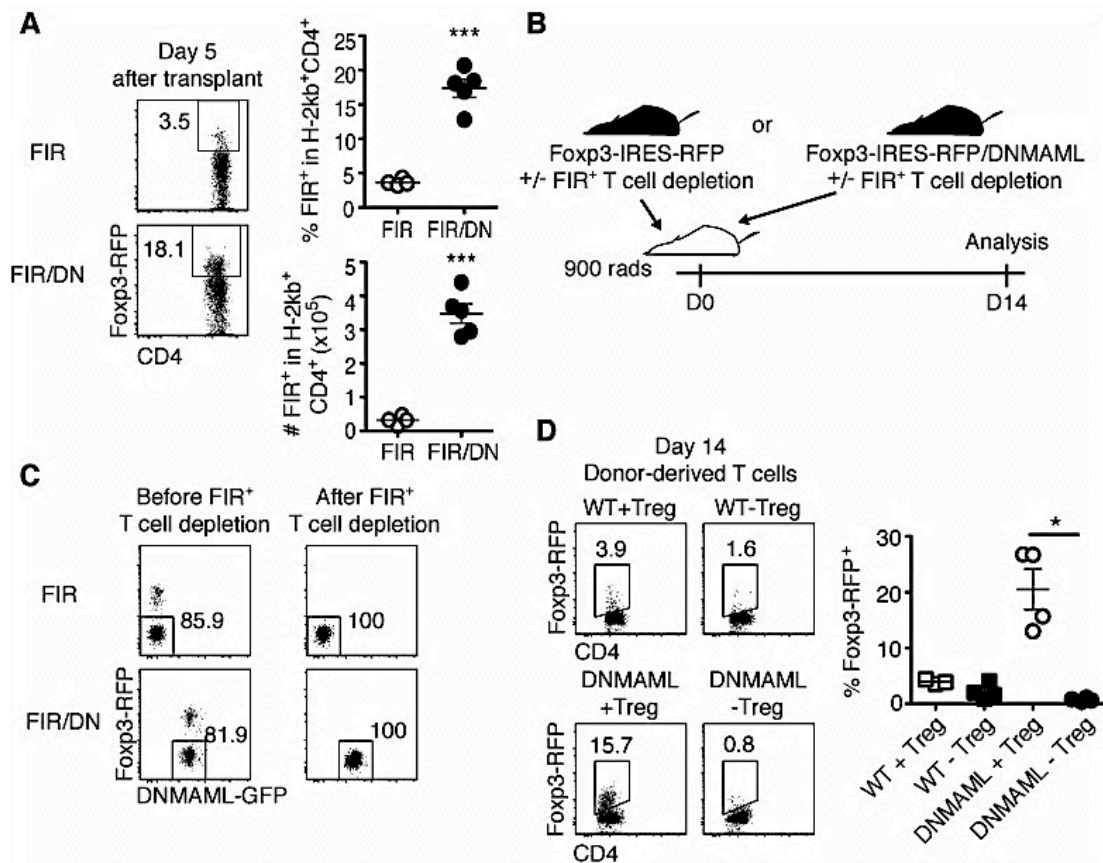 A
Day 5
after transplant
FIR
3.5
FIR/DN
18.1
Foxp3-RFP
CD4
% FIR⁺ in H-2kb⁺CD4⁺
25
20
15
10
5
0
***
FIR
FIR/DN
# FIR⁺ in H-2kb⁺
CD4⁺ (x10⁵)
5
4
3
2
1
0
***
FIR
FIR/DN
B
or
Foxp3-IRES-RFP
+/- FIR⁺ T cell depletion
Foxp3-IRES-RFP/DNMAML
+/- FIR⁺ T cell depletion
900 rads
Analysis
D0
D14
C
Before FIR⁺
T cell depletion
After FIR⁺
T cell depletion
FIR
85.9
100
FIR/DN
81.9
100
Foxp3-RFP
DNMAML-GFP
D
Day 14
Donor-derived T cells
WT+Treg
WT-Treg
3.9
1.6
Foxp3-RFP
CD4
DNMAML
+Treg
DNMAML
-Treg
15.7
0.8
Foxp3-RFP
CD4
% Foxp3-RFP⁺
30
20
10
0
*
WT + Treg
WT - Treg
DNMAML + Treg
DNMAML - Treg